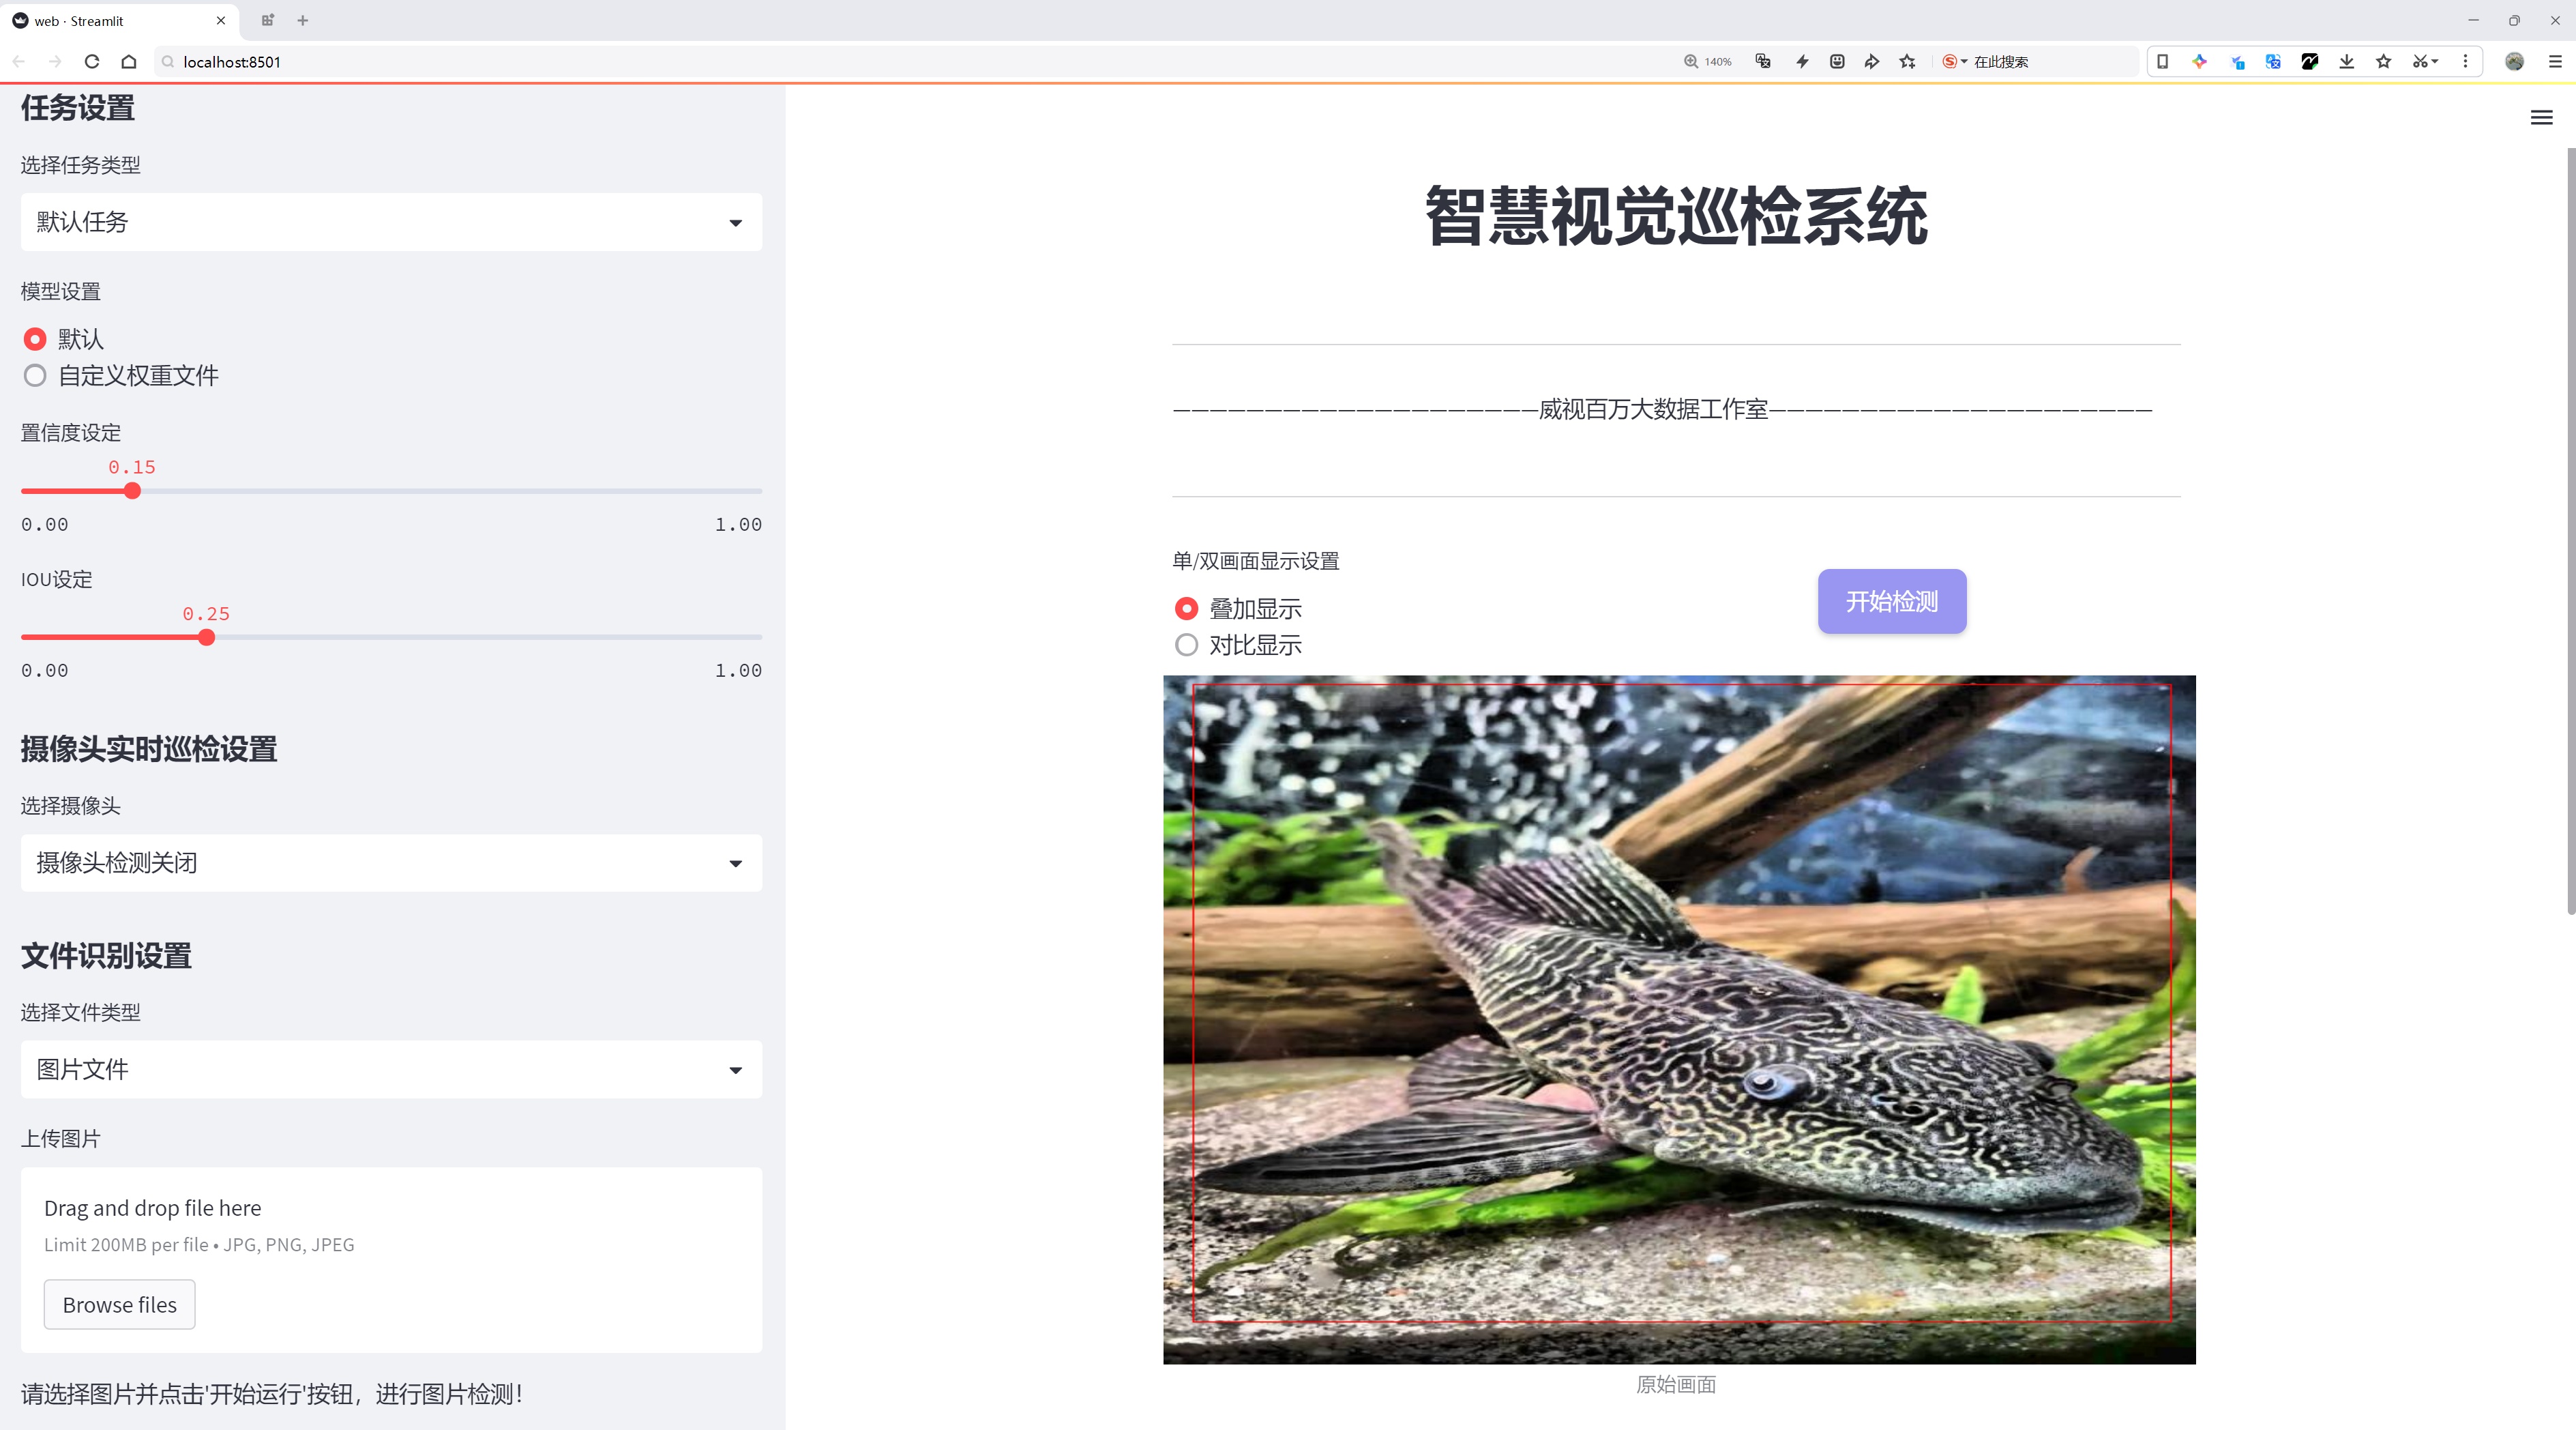 web · Streamlit
localhost:8501
140%
在此搜索
任务设置
选择任务类型
默认任务
模型设置
默认
自定义权重文件
置信度设定
0.15
0.00
1.00
IOU设定
0.25
0.00
1.00
摄像头实时巡检设置
选择摄像头
摄像头检测关闭
文件识别设置
选择文件类型
图片文件
上传图片
Drag and drop file here
Limit 200MB per file • JPG, PNG, JPEG
Browse files
请选择图片并点击'开始运行'按钮，进行图片检测！
智慧视觉巡检系统
————————————————————威视百万大数据工作室—————————————————————
单/双画面显示设置
叠加显示
对比显示
开始检测
原始画面